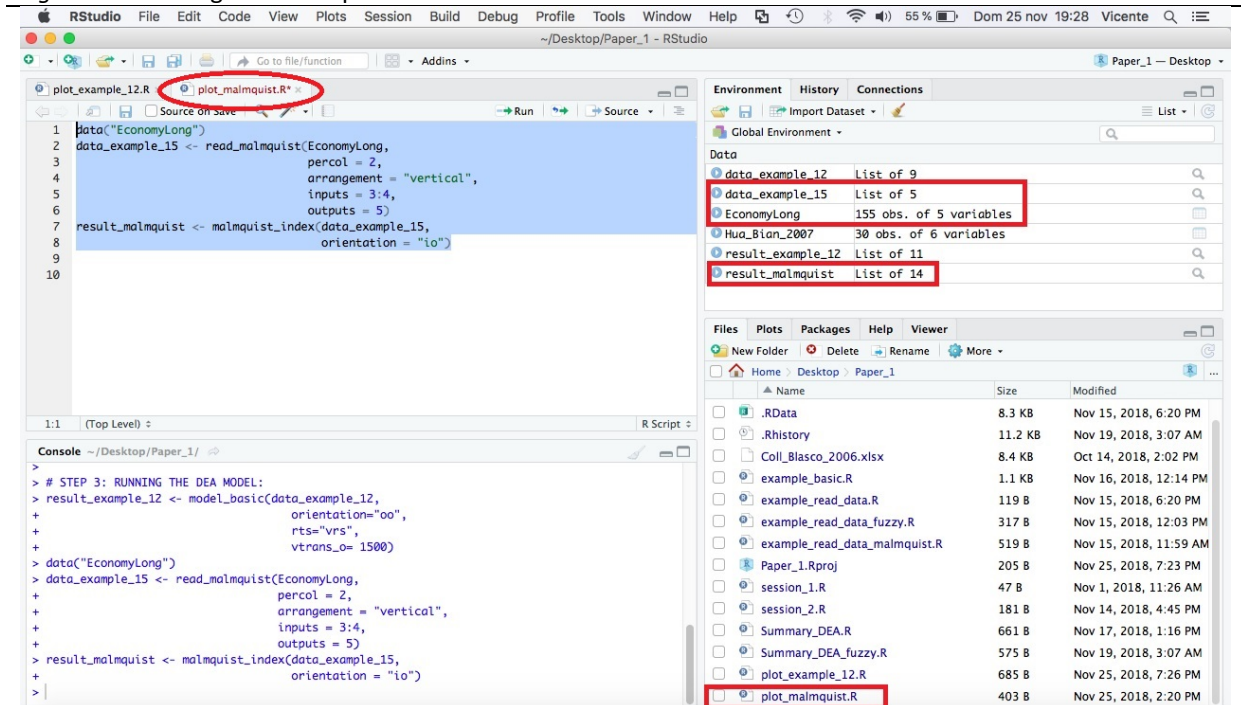 RStudio File Edit Code View Plots Session Build Debug Profile Tools Window Help 55 % Dom 25 nov 19:28 Vicente
~/Desktop/Paper_1 - RStudio
Go to file/function Addins Paper_1 — Desktop
plot_example_12.R plot_malmquist.R*
Source on Save Run Source
1 data("EconomyLong")
2 data_example_15 <- read_malmquist(EconomyLong,
3 percol = 2,
4 arrangement = "vertical",
5 inputs = 3:4,
6 outputs = 5)
7 result_malmquist <- malmquist_index(data_example_15,
8 orientation = "io")
9
10
1:1 (Top Level) R Script
Console ~/Desktop/Paper_1/
>
> # STEP 3: RUNNING THE DEA MODEL:
> result_example_12 <- model_basic(data_example_12,
+ orientation="oo",
+ rts="vrs",
+ vtrans_o= 1500)
> data("EconomyLong")
> data_example_15 <- read_malmquist(EconomyLong,
+ percol = 2,
+ arrangement = "vertical",
+ inputs = 3:4,
+ outputs = 5)
> result_malmquist <- malmquist_index(data_example_15,
+ orientation = "io")
>
Environment History Connections
Import Dataset List
Global Environment
Data
data_example_12 List of 9
data_example_15 List of 5
EconomyLong 155 obs. of 5 variables
Hua_Bian_2007 30 obs. of 6 variables
result_example_12 List of 11
result_malmquist List of 14
Files Plots Packages Help Viewer
New Folder Delete Rename More
Home Desktop Paper_1 ...
Name Size Modified
.RData 8.3 KB Nov 15, 2018, 6:20 PM
.Rhistory 11.2 KB Nov 19, 2018, 3:07 AM
Coll_Blasco_2006.xlsx 8.4 KB Oct 14, 2018, 2:02 PM
example_basic.R 1.1 KB Nov 16, 2018, 12:14 PM
example_read_data.R 119 B Nov 15, 2018, 6:20 PM
example_read_data_fuzzy.R 317 B Nov 15, 2018, 12:03 PM
example_read_data_malmquist.R 519 B Nov 15, 2018, 11:59 AM
Paper_1.Rproj 205 B Nov 25, 2018, 7:23 PM
session_1.R 47 B Nov 1, 2018, 11:26 AM
session_2.R 181 B Nov 14, 2018, 4:45 PM
Summary_DEA.R 661 B Nov 17, 2018, 1:16 PM
Summary_DEA_fuzzy.R 575 B Nov 19, 2018, 3:07 AM
plot_example_12.R 685 B Nov 25, 2018, 7:26 PM
plot_malmquist.R 403 B Nov 25, 2018, 2:20 PM